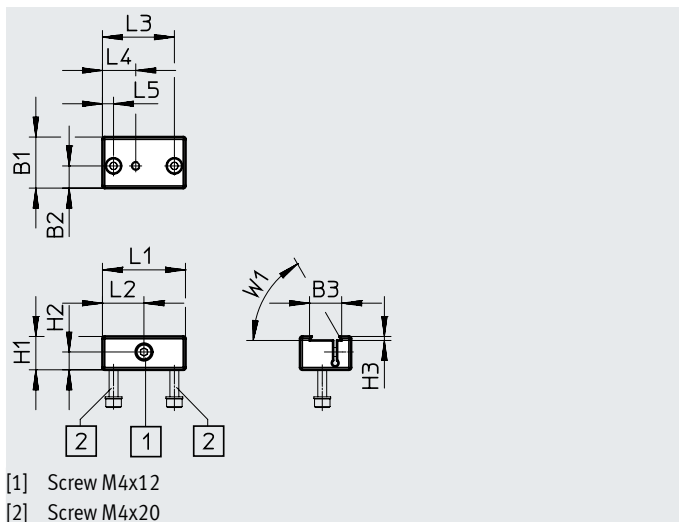 L3
L4
L5
B1
B2
L1
L2
H2
H1
W1
B3
H3
2
1
2
[1] Screw M4x12
[2] Screw M4x20